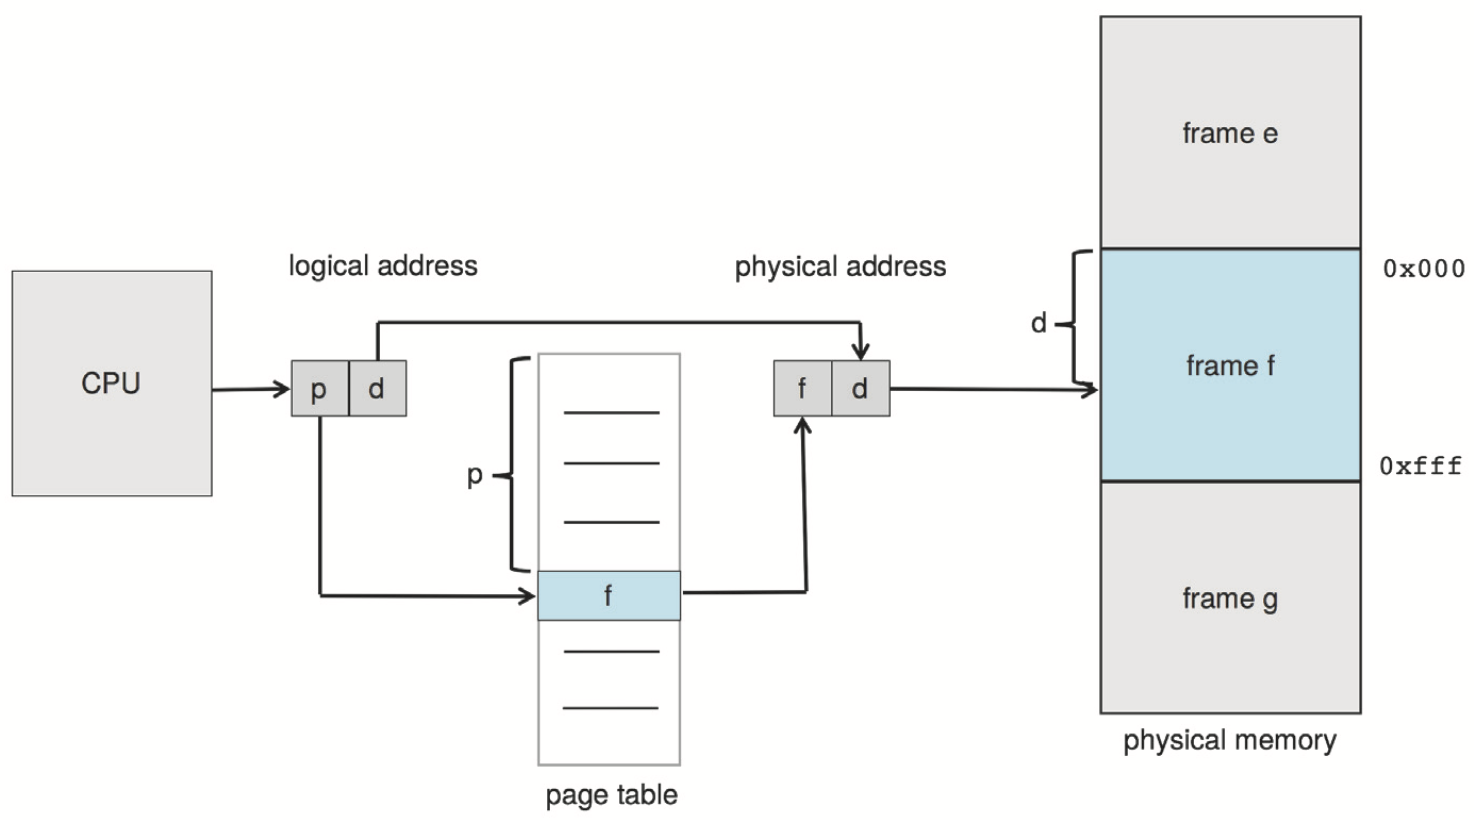 frame e
logical address
physical address
0x000
d
CPU
p d
f d
frame f
p
0xfff
f
frame g
physical memory
page table